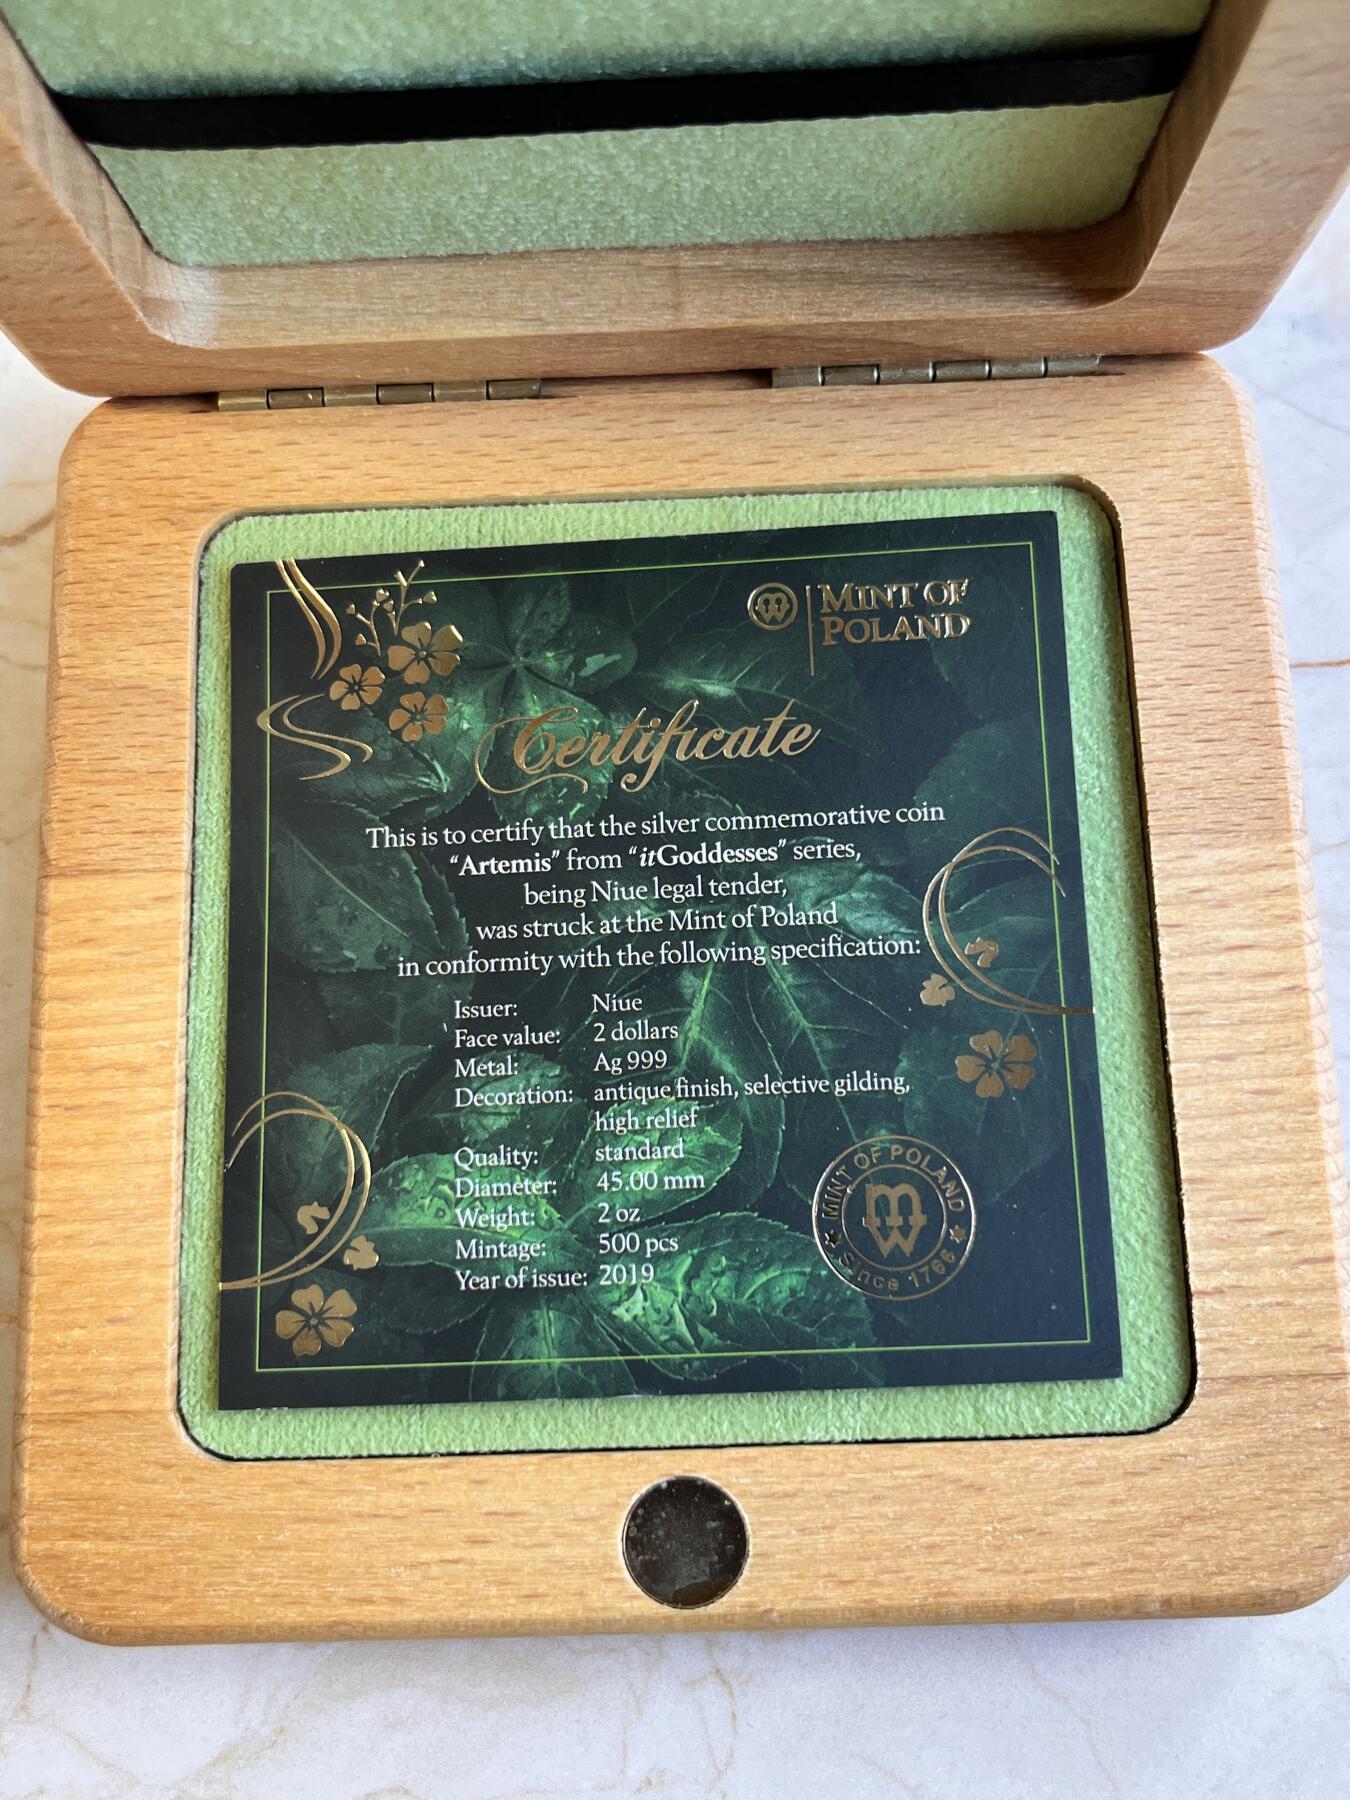 MINT OF
POLAND
Certificate
This is to certify that the silver commemorative coin
“Artemis” from “itGoddesses” series,
being Niue legal tender,
was struck at the Mint of Poland
in conformity with the following specification:
Issuer: Niue
Face value: 2 dollars
Metal: Ag 999
Decoration: antique finish, selective gilding,
high relief
Quality: standard
Diameter: 45.00 mm
Weight: 2 oz
Mintage: 500 pcs
Year of issue: 2019
MINT OF POLAND
Since 1766